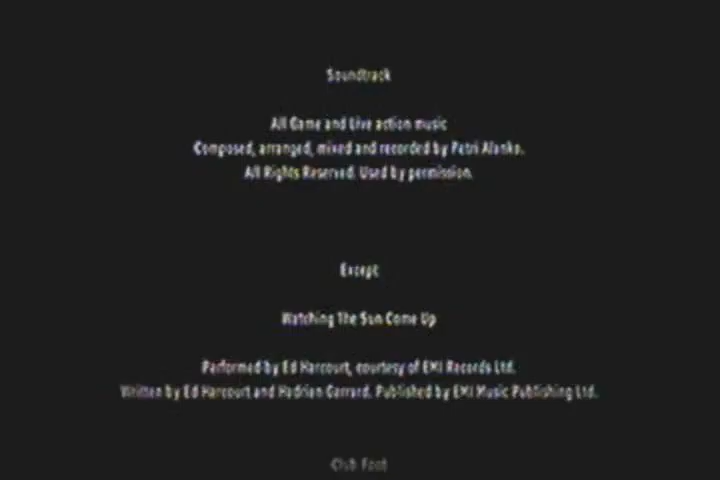 Soundtrack
All Game and Live action music
Composed, arranged, mixed and recorded by Petri Alanko.
All Rights Reserved. Used by permission.
Except
Watching The Sun Come Up
Performed by Ed Harcourt, courtesy of EMI Records Ltd.
Written by Ed Harcourt and Hadrian Garrard. Published by EMI Music Publishing Ltd.
Club Foot